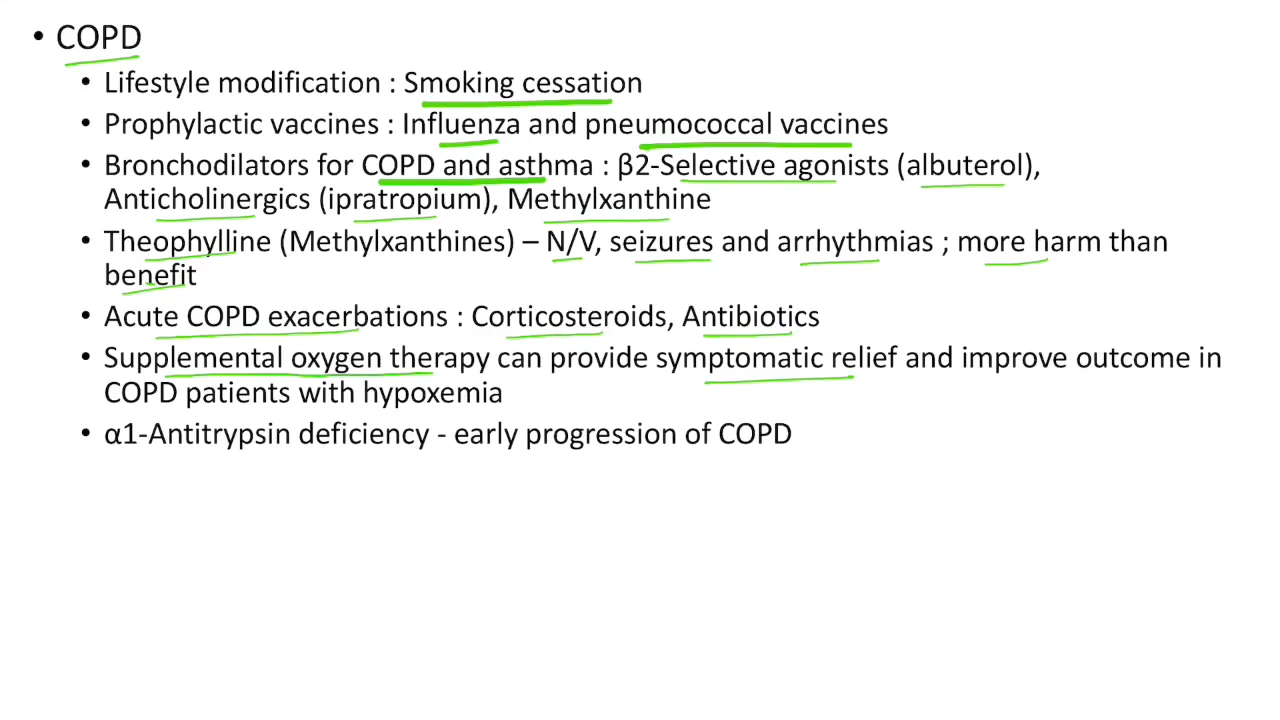 • COPD
• Lifestyle modification : Smoking cessation
• Prophylactic vaccines : Influenza and pneumococcal vaccines
• Bronchodilators for COPD and asthma : β2-Selective agonists (albuterol),
Anticholinergics (ipratropium), Methylxanthine
• Theophylline (Methylxanthines) – N/V, seizures and arrhythmias ; more harm than
benefit
• Acute COPD exacerbations : Corticosteroids, Antibiotics
• Supplemental oxygen therapy can provide symptomatic relief and improve outcome in
COPD patients with hypoxemia
• α1-Antitrypsin deficiency - early progression of COPD